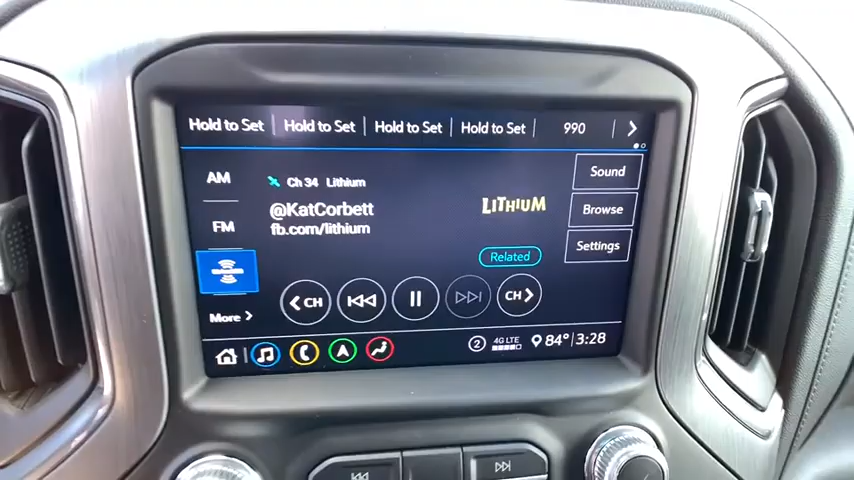 Hold to Set Hold to Set Hold to Set Hold to Set 990
AM
Ch 34 Lithium
Sound
@KatCorbett
LITHIUM
Browse
FM
fb.com/lithium
Settings
Related
CH
CH
More
2 4G LTE 84° 3:28